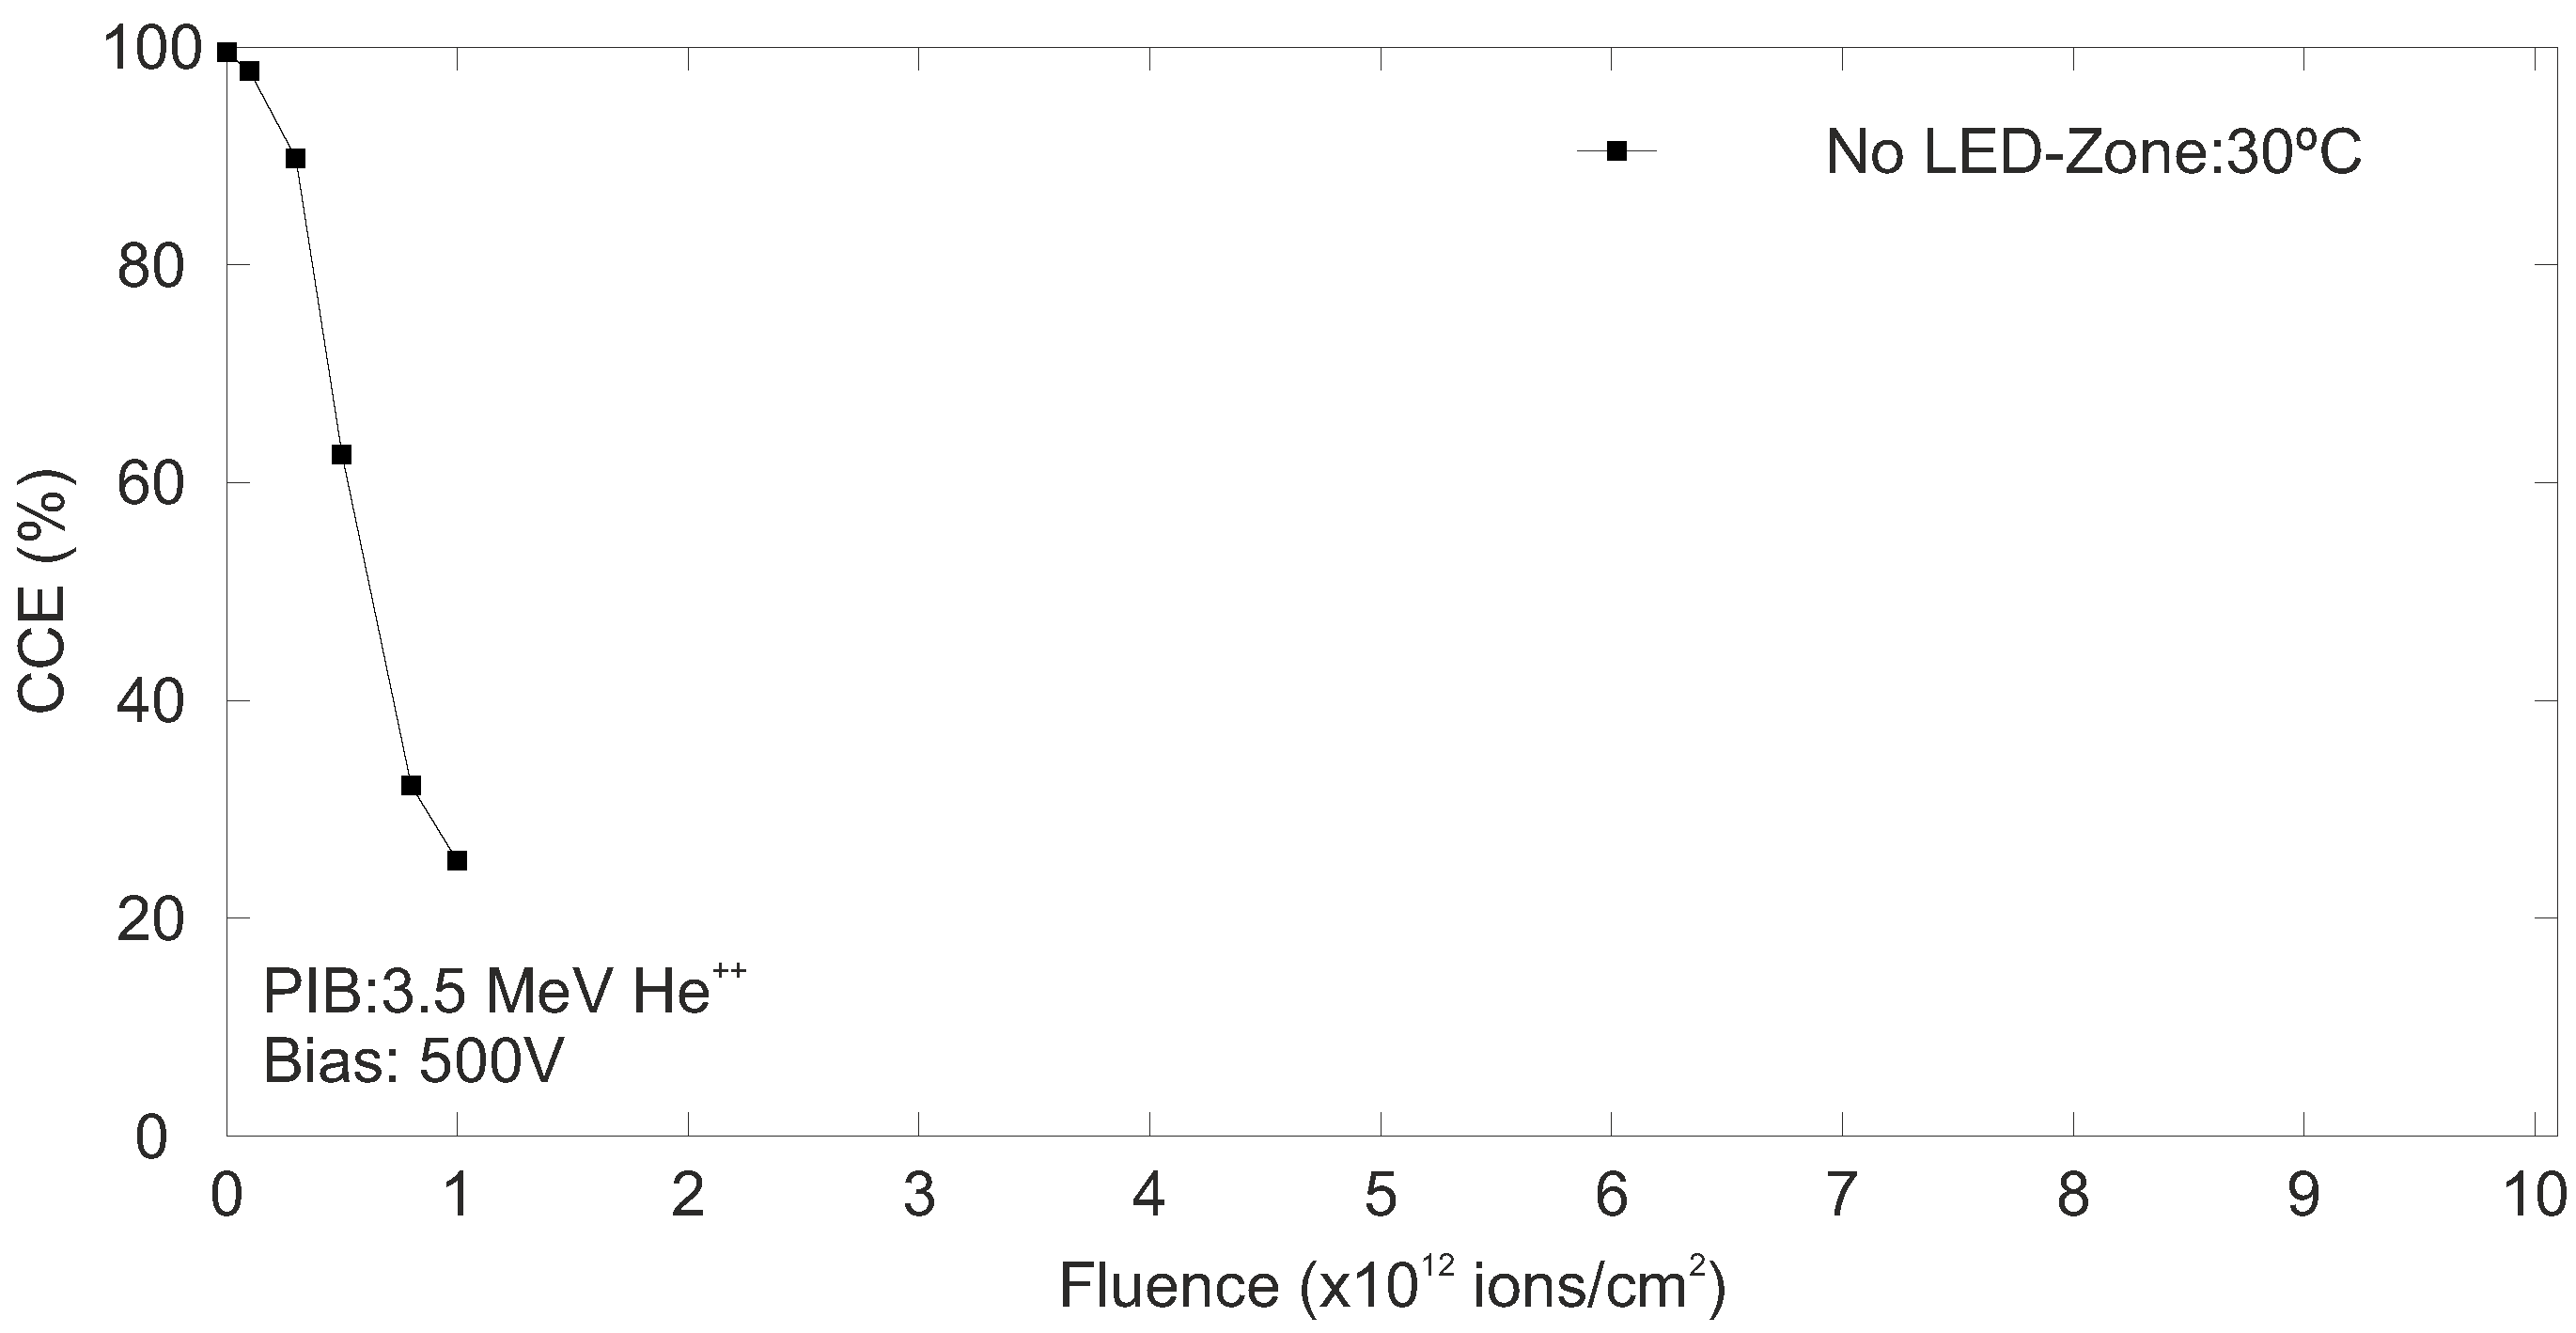 100
80
60
40
20
0
CCE (%)
No LED-Zone:30ºC
PIB:3.5 MeV He⁺⁺
Bias: 500V
0 1 2 3 4 5 6 7 8 9 10
Fluence (x10¹² ions/cm²)